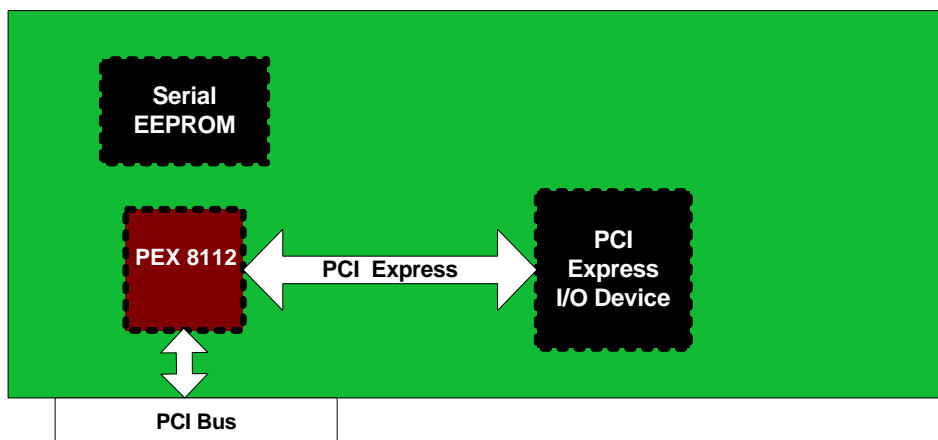 Serial
EEPROM
PEX 8112
PCI Express
PCI
Express
I/O Device
PCI Bus